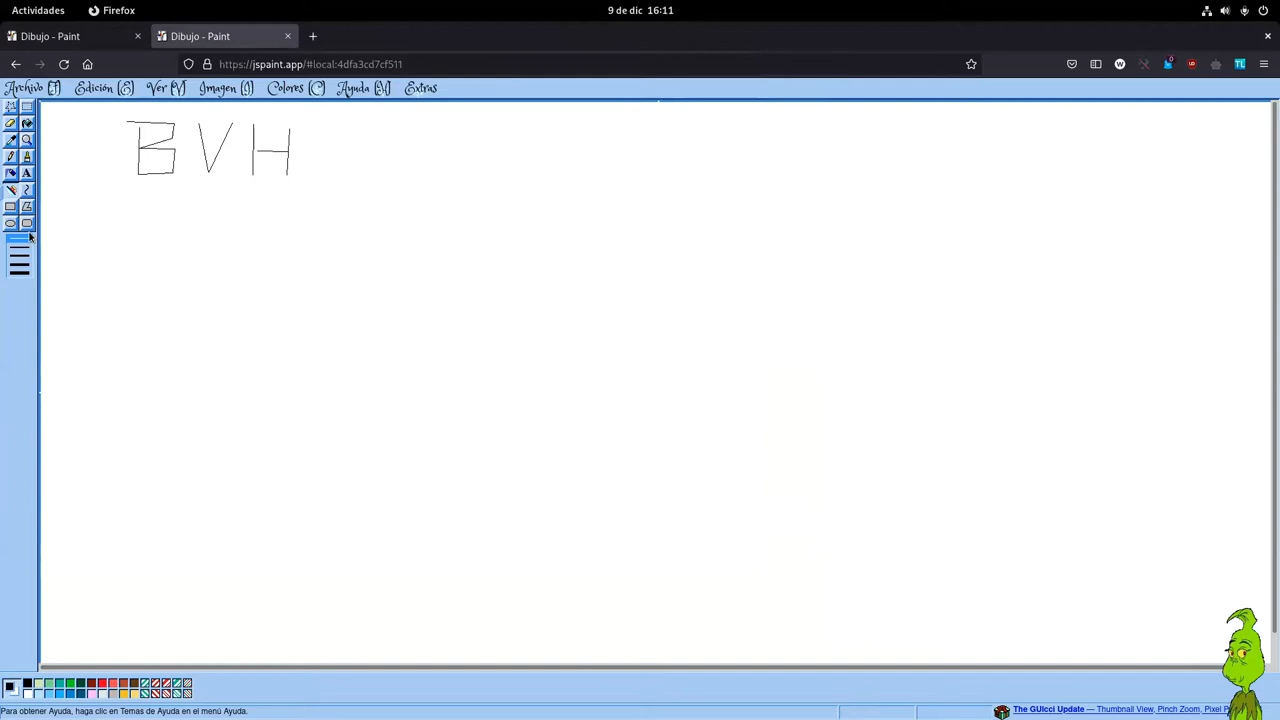 Actividades Firefox 9 de dic 16:11
Dibujo - Paint × Dibujo - Paint × +
https://jspaint.app/#local:4dfa3cd7cf511
Archivo (F) Edición (E) Ver (V) Imagen (I) Colores (C) Ayuda (M) Extras
B V H
Para obtener Ayuda, haga clic en Temas de Ayuda en el menú Ayuda.
The GUIcci Update — Thumbnail View, Pinch Zoom, Pixel P